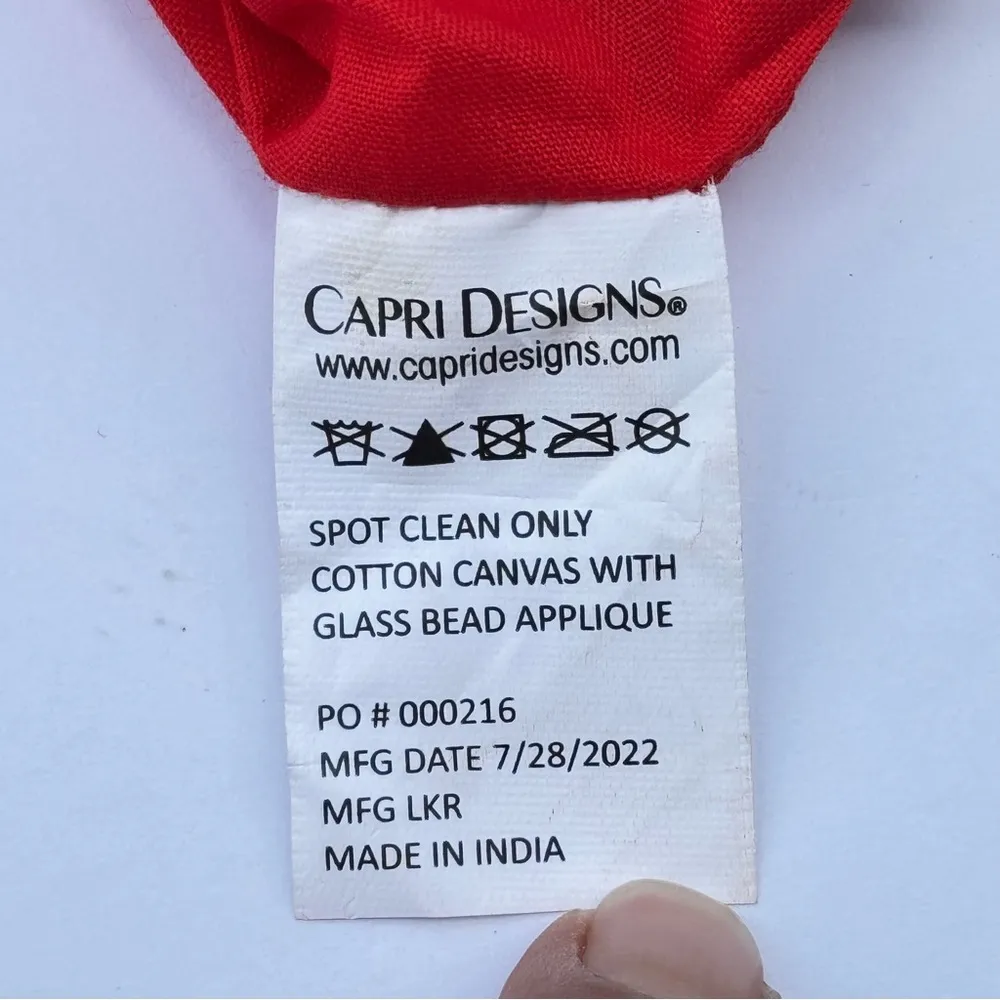 CAPRI DESIGNS®
www.capridesigns.com
SPOT CLEAN ONLY
COTTON CANVAS WITH
GLASS BEAD APPLIQUE
PO # 000216
MFG DATE 7/28/2022
MFG LKR
MADE IN INDIA